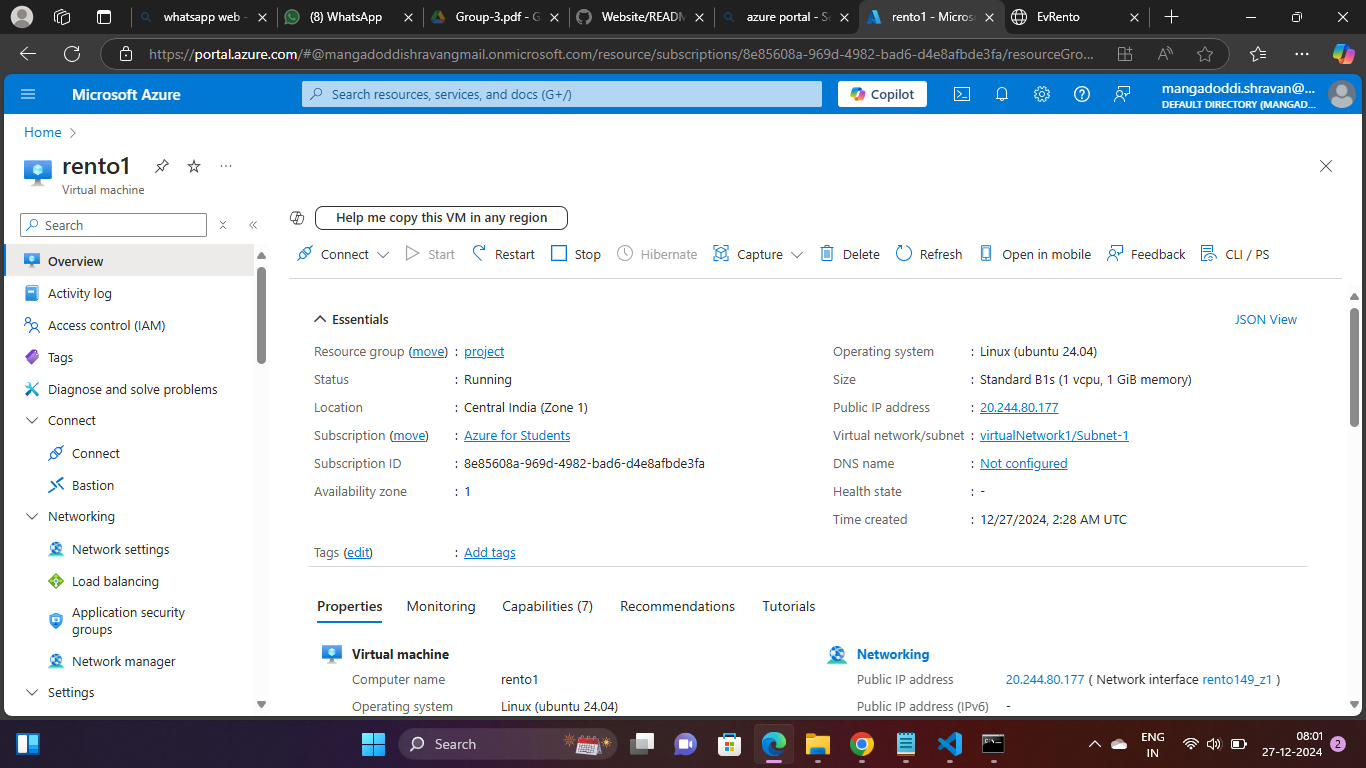 whatsapp web -
(8) WhatsApp
Group-3.pdf - G
Website/READM
azure portal - Se
rento1 - Micros
EvRento
https://portal.azure.com/#@mangadoddishravangmail.onmicrosoft.com/resource/subscriptions/8e85608a-969d-4982-bad6-d4e8afbde3fa/resourceGro...
Microsoft Azure
Search resources, services, and docs (G+/)
Copilot
mangadoddi.shravan@...
DEFAULT DIRECTORY (MANGAD...
Home
rento1
Virtual machine
Search
Help me copy this VM in any region
Connect Start Restart Stop Hibernate Capture Delete Refresh Open in mobile Feedback CLI / PS
Overview
Activity log
Access control (IAM)
Tags
Diagnose and solve problems
Connect
Connect
Bastion
Networking
Network settings
Load balancing
Application security
groups
Network manager
Settings
Essentials
JSON View
Resource group (move) : project
Status : Running
Location : Central India (Zone 1)
Subscription (move) : Azure for Students
Subscription ID : 8e85608a-969d-4982-bad6-d4e8afbde3fa
Availability zone : 1
Operating system : Linux (ubuntu 24.04)
Size : Standard B1s (1 vcpu, 1 GiB memory)
Public IP address : 20.244.80.177
Virtual network/subnet : virtualNetwork1/Subnet-1
DNS name : Not configured
Health state : -
Time created : 12/27/2024, 2:28 AM UTC
Tags (edit) : Add tags
Properties Monitoring Capabilities (7) Recommendations Tutorials
Virtual machine
Computer name rento1
Operating system Linux (ubuntu 24.04)
Networking
Public IP address 20.244.80.177 ( Network interface rento149_z1 )
Public IP address (IPv6) -
Search
ENG
IN
08:01
27-12-2024
2